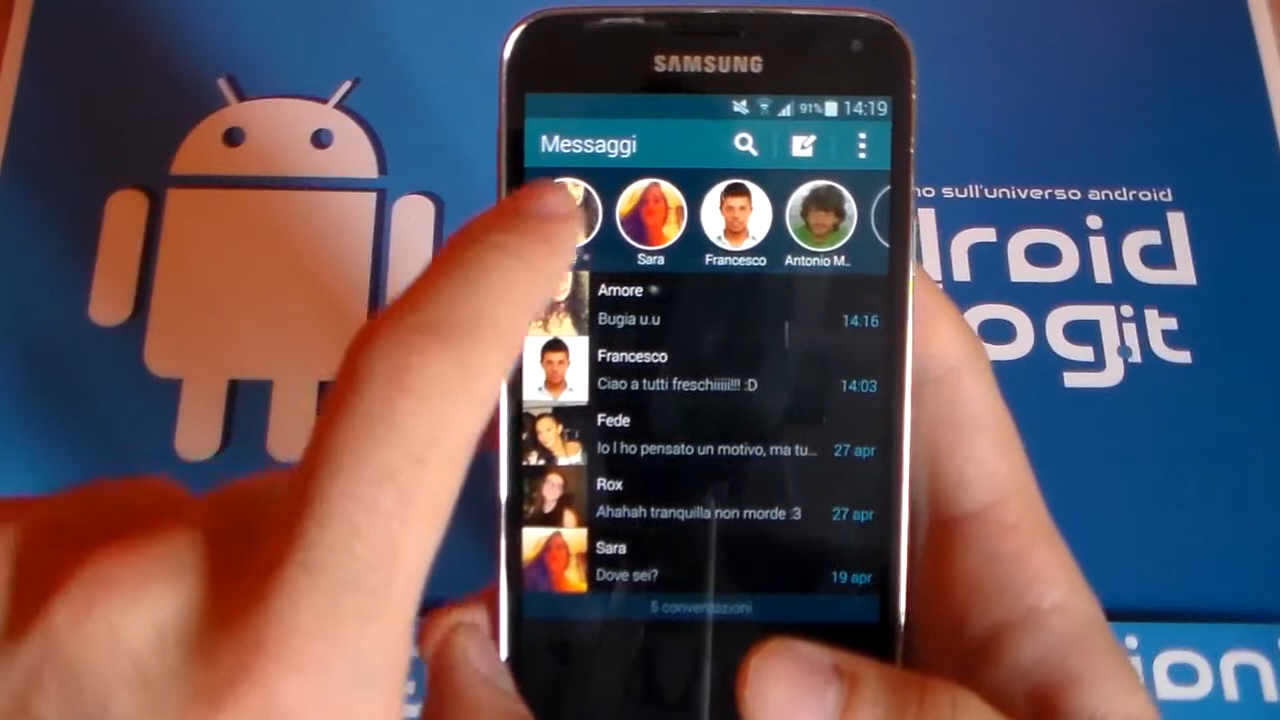 SAMSUNG
91% 14:19
Messaggi
Sara
Francesco
Antonio M..
no sull'universo android
droid
ogit
Amore
Bugia u.u
14:16
Francesco
Ciao a tutti freschiiiii!!! :D
14:03
Fede
Io l ho pensato un motivo, ma tu...
27 apr
Rox
Ahahah tranquilla non morde :3
27 apr
Sara
Dove sei?
19 apr
5 conversazioni
ion